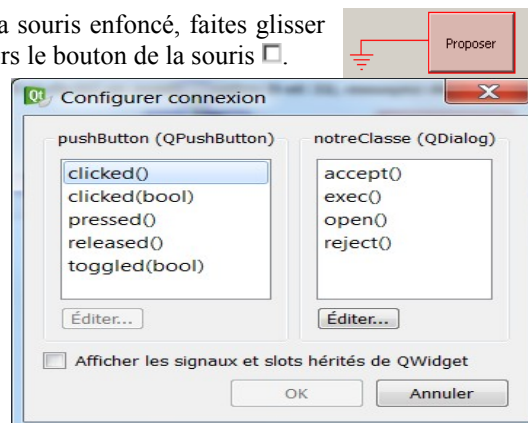 a souris enfoncé, faites glisser
ers le bouton de la souris
Proposer
Qt Configurer connexion
pushButton (QPushButton)
notreClasse (QDialog)
clicked()
clicked(bool)
pressed()
released()
toggled(bool)
accept()
exec()
open()
reject()
Éditer...
Éditer...
Afficher les signaux et slots hérités de QWidget
OK
Annuler